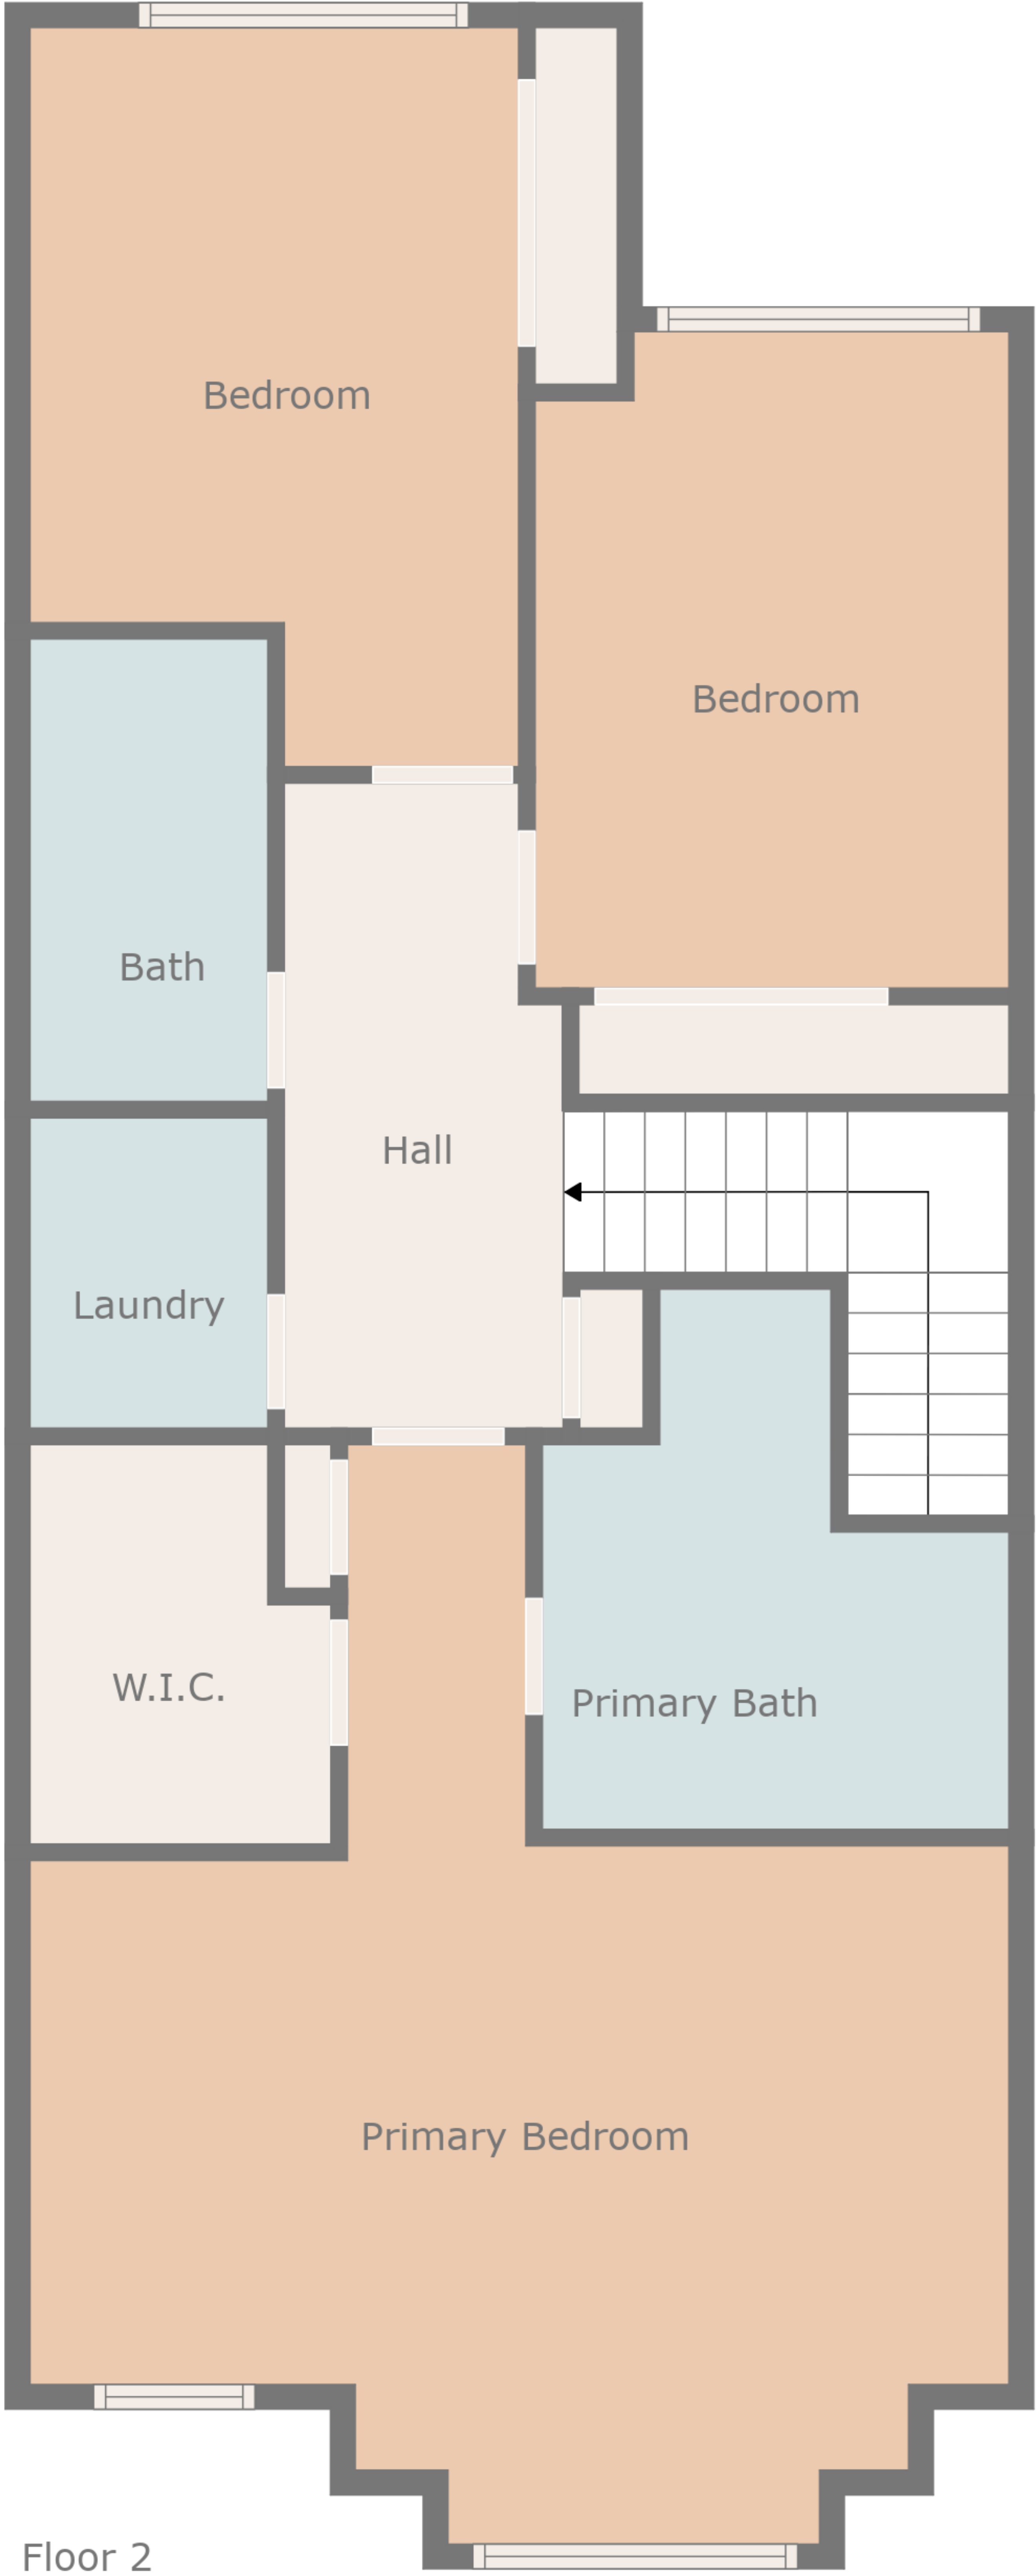 Bedroom
Bedroom
Bath
Hall
Laundry
W.I.C.
Primary Bath
Primary Bedroom
Floor 2